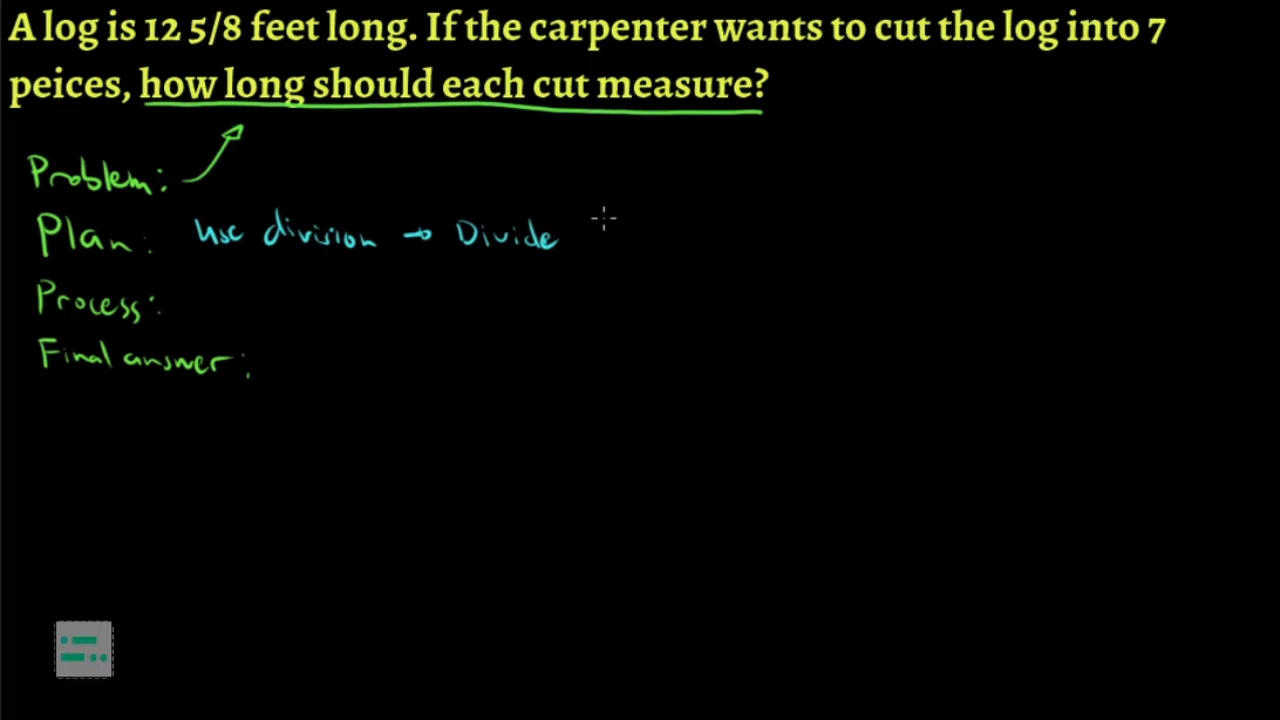 A log is 12 5/8 feet long. If the carpenter wants to cut the log into 7
peices, how long should each cut measure?
Problem:
Plan: Use division → Divide
Process:
Final answer: